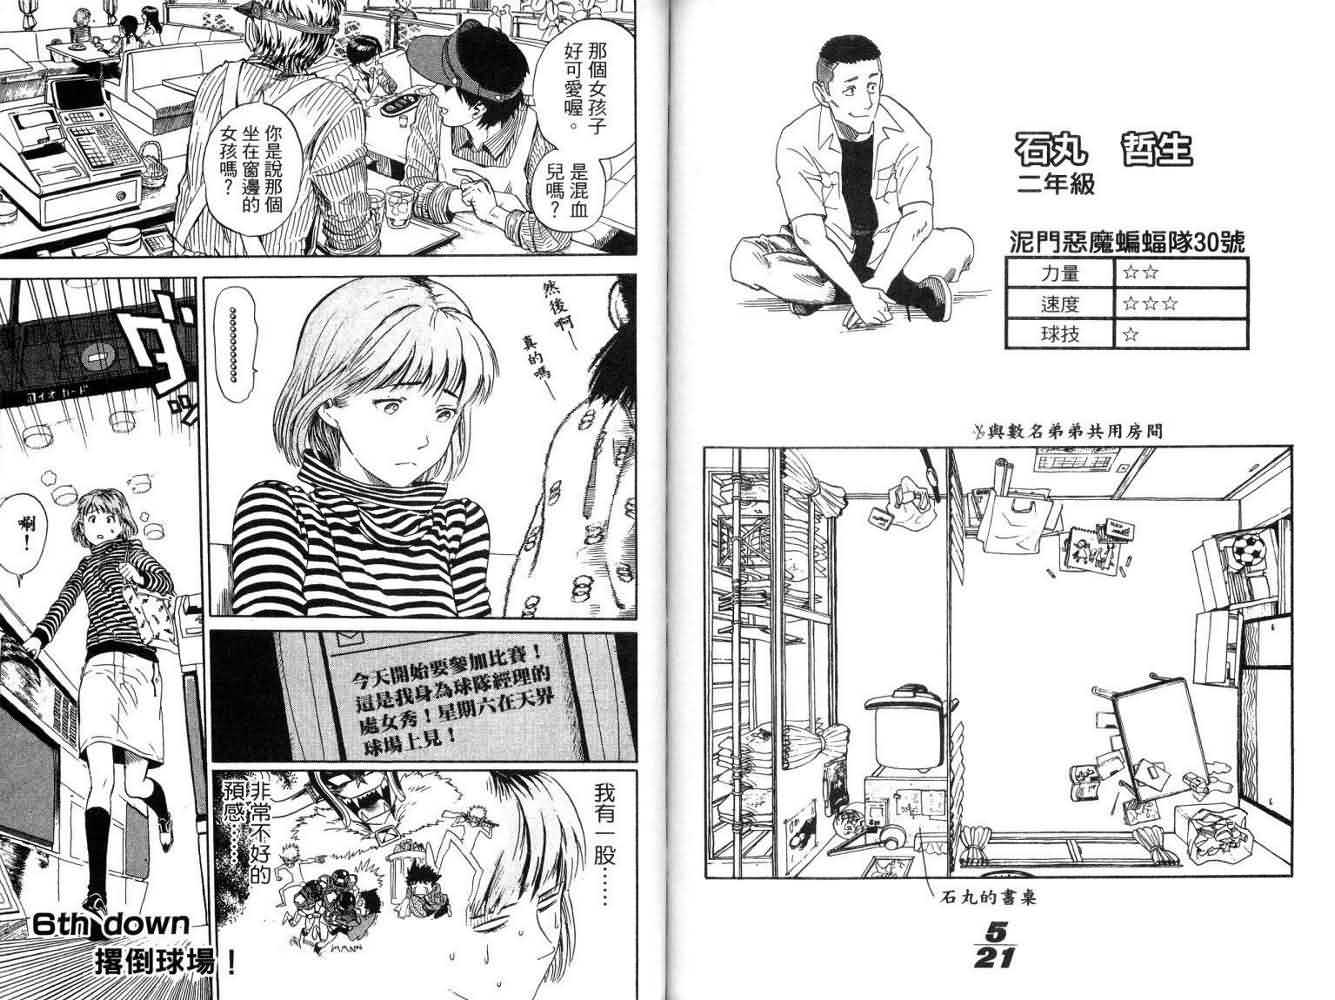 石丸 哲生
二年級
泥門惡魔蝙蝠隊30號
力量 ☆☆
速度 ☆☆☆
球技 ☆
與數名弟弟共用房間
石丸的書桌
5
21
那個女孩子
好可愛喔。
是混血
兒嗎？
你是說那個
坐在窗邊的
女孩嗎？
然後啊—
真的嗎—
…………
今天開始要參加比賽！
這是我身為球隊經理的
處女秀！星期六在天界
球場上見！
我有一股……
非常不好的
預感……
ダッ
唰！
6th down
撂倒球場！